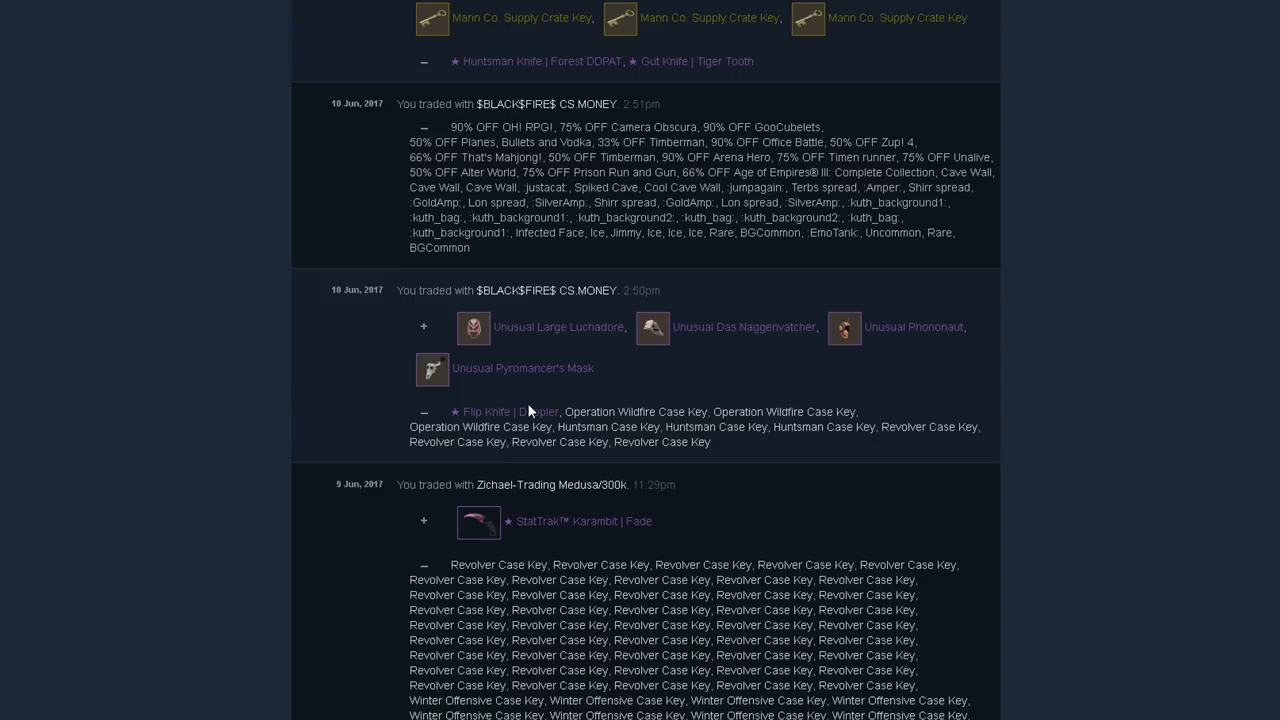 Mann Co. Supply Crate Key, Mann Co. Supply Crate Key, Mann Co. Supply Crate Key
– ★ Huntsman Knife | Forest DDPAT, ★ Gut Knife | Tiger Tooth
10 Jun, 2017 You traded with $BLACK$FIRE$ CS.MONEY. 2:51pm
– 90% OFF OH! RPG!, 75% OFF Camera Obscura, 90% OFF GooCubelets,
50% OFF Planes, Bullets and Vodka, 33% OFF Timberman, 90% OFF Office Battle, 50% OFF Zup! 4,
66% OFF That's Mahjong!, 50% OFF Timberman, 90% OFF Arena Hero, 75% OFF Timen runner, 75% OFF Unalive,
50% OFF Alter World, 75% OFF Prison Run and Gun, 66% OFF Age of Empires® III: Complete Collection, Cave Wall,
Cave Wall, Cave Wall, :justacat:, Spiked Cave, Cool Cave Wall, :jumpagain:, Terbs spread, :Amper:, Shirr spread,
:GoldAmp:, Lon spread, :SilverAmp:, Shirr spread, :GoldAmp:, Lon spread, :SilverAmp:, :kuth_background1:,
:kuth_bag:, :kuth_background1:, :kuth_background2:, :kuth_bag:, :kuth_background2:, :kuth_bag:,
:kuth_background1:, Infected Face, Ice, Jimmy, Ice, Ice, Ice, Rare, BGCommon, :EmoTank:, Uncommon, Rare,
BGCommon
10 Jun, 2017 You traded with $BLACK$FIRE$ CS.MONEY. 2:50pm
+ Unusual Large Luchadore, Unusual Das Naggenvatcher, Unusual Phononaut,
Unusual Pyromancer's Mask
– ★ Flip Knife | Doppler, Operation Wildfire Case Key, Operation Wildfire Case Key,
Operation Wildfire Case Key, Huntsman Case Key, Huntsman Case Key, Huntsman Case Key, Revolver Case Key,
Revolver Case Key, Revolver Case Key, Revolver Case Key
9 Jun, 2017 You traded with Zichael-Trading Medusa/300k. 11:29pm
+ ★ StatTrak™ Karambit | Fade
– Revolver Case Key, Revolver Case Key, Revolver Case Key, Revolver Case Key, Revolver Case Key,
Revolver Case Key, Revolver Case Key, Revolver Case Key, Revolver Case Key, Revolver Case Key,
Revolver Case Key, Revolver Case Key, Revolver Case Key, Revolver Case Key, Revolver Case Key,
Revolver Case Key, Revolver Case Key, Revolver Case Key, Revolver Case Key, Revolver Case Key,
Revolver Case Key, Revolver Case Key, Revolver Case Key, Revolver Case Key, Revolver Case Key,
Revolver Case Key, Revolver Case Key, Revolver Case Key, Revolver Case Key, Revolver Case Key,
Revolver Case Key, Revolver Case Key, Revolver Case Key, Revolver Case Key, Revolver Case Key,
Revolver Case Key, Revolver Case Key, Revolver Case Key, Revolver Case Key, Revolver Case Key,
Revolver Case Key, Revolver Case Key, Revolver Case Key, Revolver Case Key, Revolver Case Key,
Winter Offensive Case Key, Winter Offensive Case Key, Winter Offensive Case Key, Winter Offensive Case Key,
Winter Offensive Case Key, Winter Offensive Case Key, Winter Offensive Case Key, Winter Offensive Case Key,